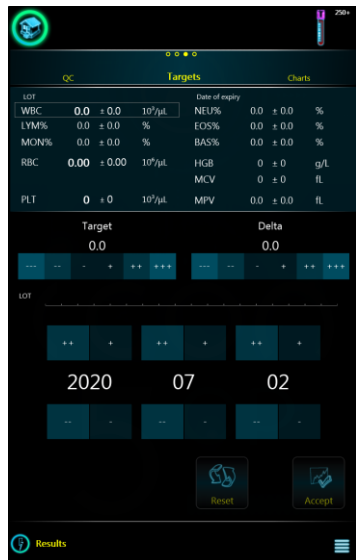 250+
QC Targets Charts
LOT Date of expiry
WBC 0.0 ± 0.0 10³/µL NEU% 0.0 ± 0.0 %
LYM% 0.0 ± 0.0 % EOS% 0.0 ± 0.0 %
MON% 0.0 ± 0.0 % BAS% 0.0 ± 0.0 %
RBC 0.00 ± 0.00 10⁶/µL HGB 0 ± 0 g/L
MCV 0 ± 0 fL
PLT 0 ± 0 10³/µL MPV 0.0 ± 0.0 fL
Target Delta
0.0 0.0
--- -- - + ++ +++ --- -- - + ++ +++
LOT
++ + ++ + ++ +
2020 07 02
-- - -- - -- -
Reset Accept
Results